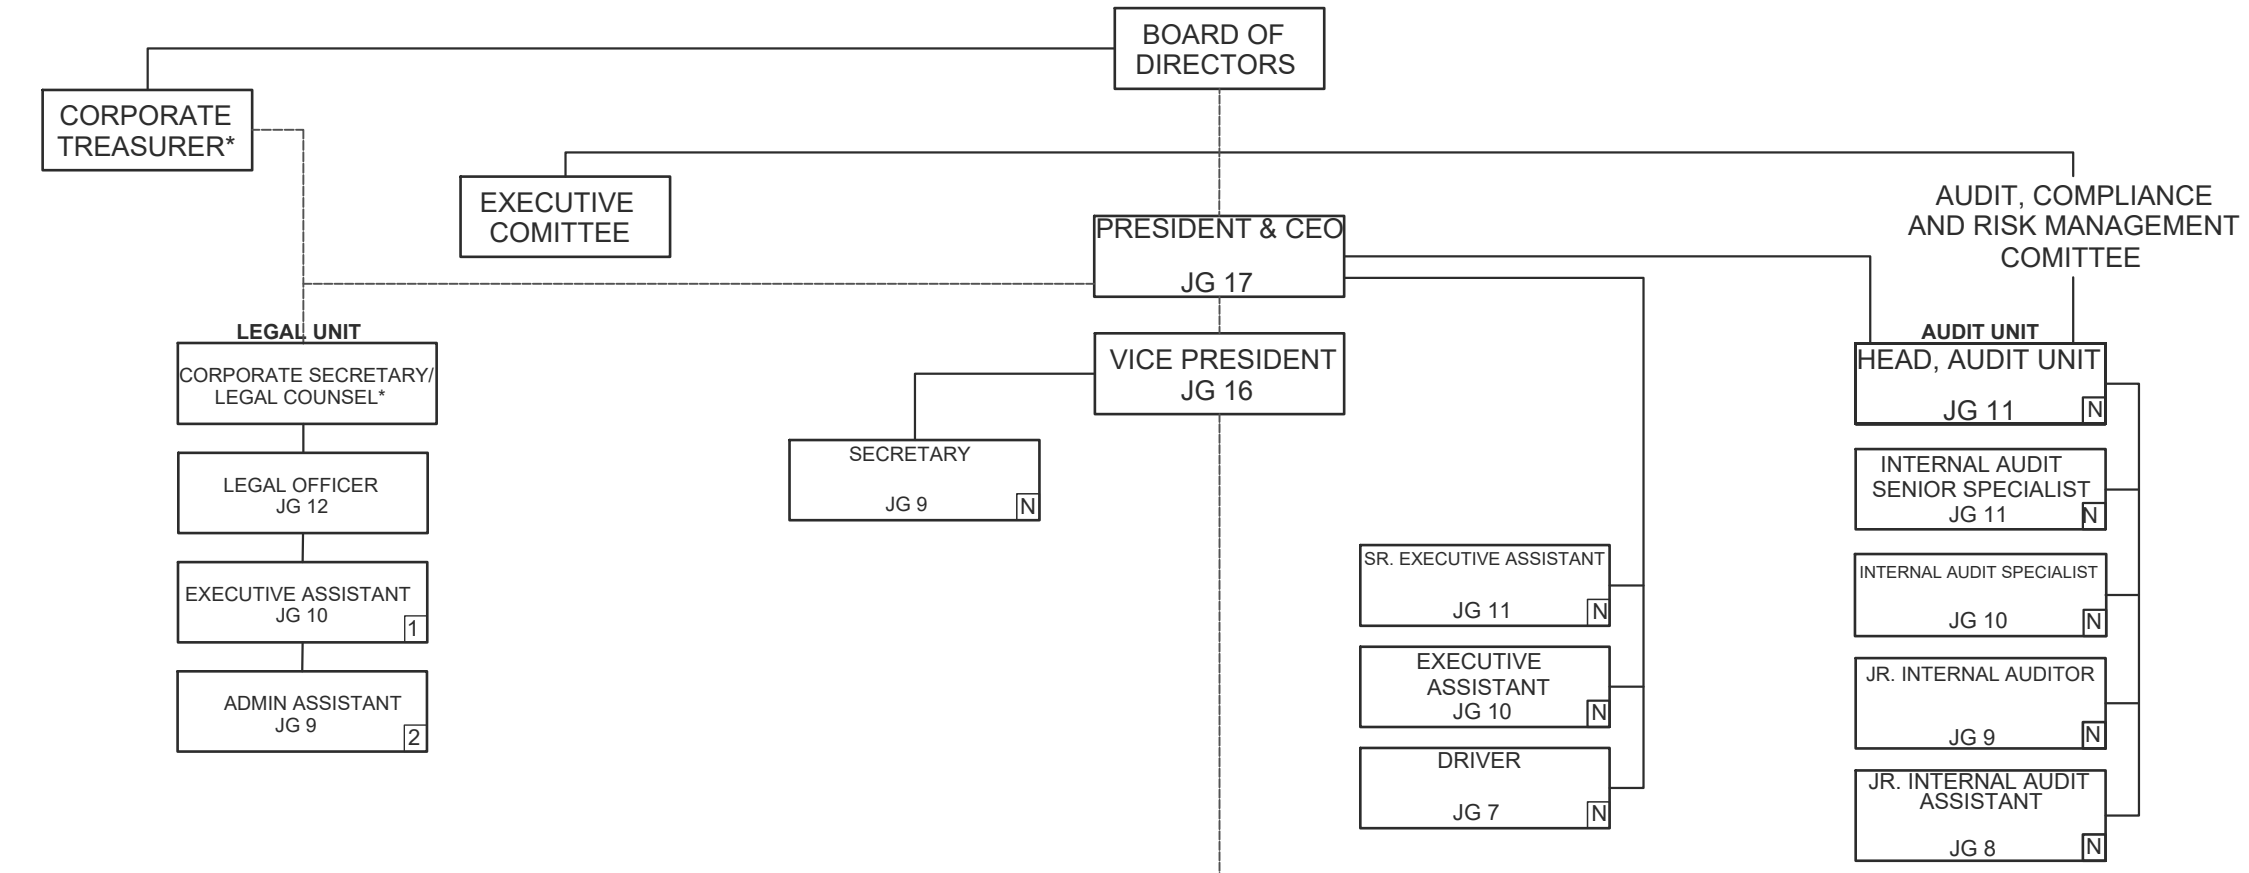 BOARD OF
DIRECTORS
CORPORATE
TREASURER*
EXECUTIVE
COMITTEE
AUDIT, COMPLIANCE
AND RISK MANAGEMENT
COMITTEE
PRESIDENT & CEO
JG 17
VICE PRESIDENT
JG 16
SECRETARY
JG 9
N
LEGAL UNIT
CORPORATE SECRETARY/
LEGAL COUNSEL*
LEGAL OFFICER
JG 12
EXECUTIVE ASSISTANT
JG 10
1
ADMIN ASSISTANT
JG 9
2
SR. EXECUTIVE ASSISTANT
JG 11
N
EXECUTIVE
ASSISTANT
JG 10
N
DRIVER
JG 7
N
AUDIT UNIT
HEAD, AUDIT UNIT
JG 11
N
INTERNAL AUDIT
SENIOR SPECIALIST
JG 11
N
INTERNAL AUDIT SPECIALIST
JG 10
N
JR. INTERNAL AUDITOR
JG 9
N
JR. INTERNAL AUDIT
ASSISTANT
JG 8
N